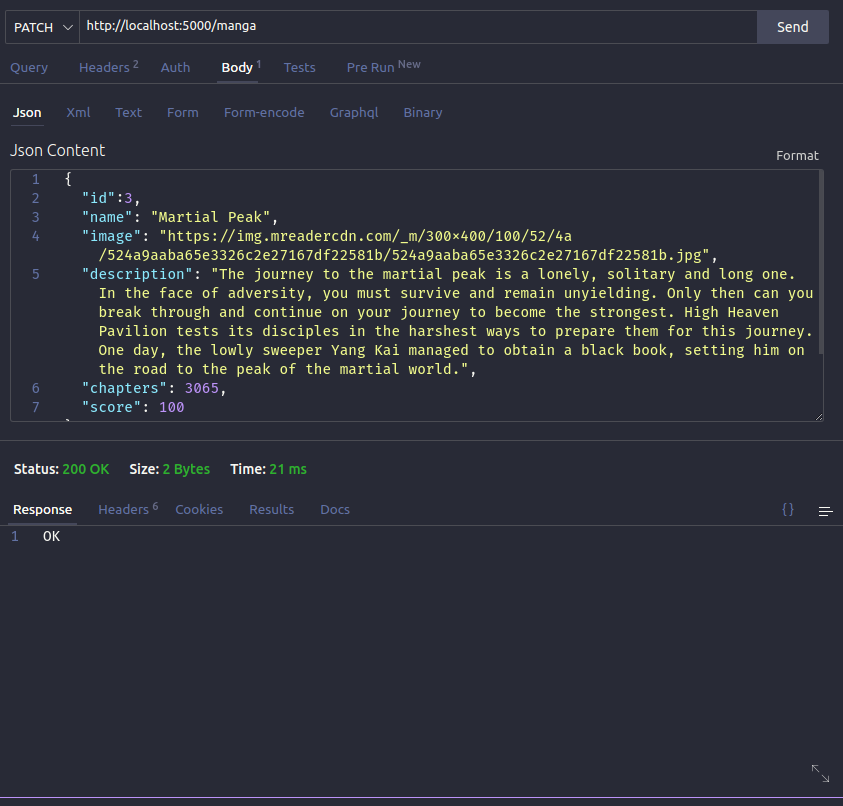 PATCH http://localhost:5000/manga Send
Query Headers 2 Auth Body 1 Tests Pre Run New
Json Xml Text Form Form-encode Graphql Binary
Json Content
Format
1 {
2 "id":3,
3 "name": "Martial Peak",
4 "image": "https://img.mreadercdn.com/_m/300×400/100/52/4a
/524a9aaba65e3326c2e27167df22581b/524a9aaba65e3326c2e27167df22581b.jpg",
5 "description": "The journey to the martial peak is a lonely, solitary and long one.
In the face of adversity, you must survive and remain unyielding. Only then can you
break through and continue on your journey to become the strongest. High Heaven
Pavilion tests its disciples in the harshest ways to prepare them for this journey.
One day, the lowly sweeper Yang Kai managed to obtain a black book, setting him on
the road to the peak of the martial world.",
6 "chapters": 3065,
7 "score": 100
Status: 200 OK Size: 2 Bytes Time: 21 ms
Response Headers 6 Cookies Results Docs {}
1 OK